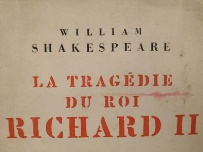 WILLIAM
SHAKESPEARE
LA TRAGÉDIE
DU ROI
RICHARD II